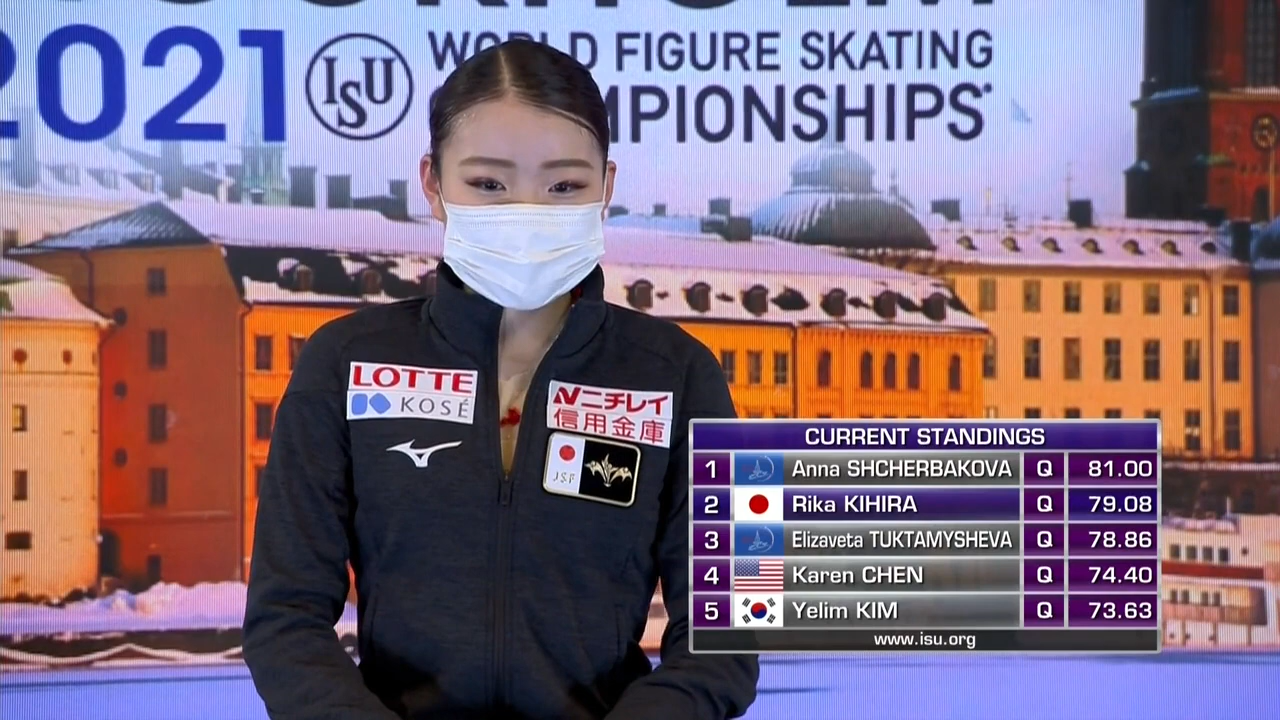 STOCKHOLM
2021 ISU WORLD FIGURE SKATING
CHAMPIONSHIPS
LOTTE
KOSÉ
ニチレイ
信用金庫
JSF
CURRENT STANDINGS
1 Anna SHCHERBAKOVA Q 81.00
2 Rika KIHIRA Q 79.08
3 Elizaveta TUKTAMYSHEVA Q 78.86
4 Karen CHEN Q 74.40
5 Yelim KIM Q 73.63
www.isu.org